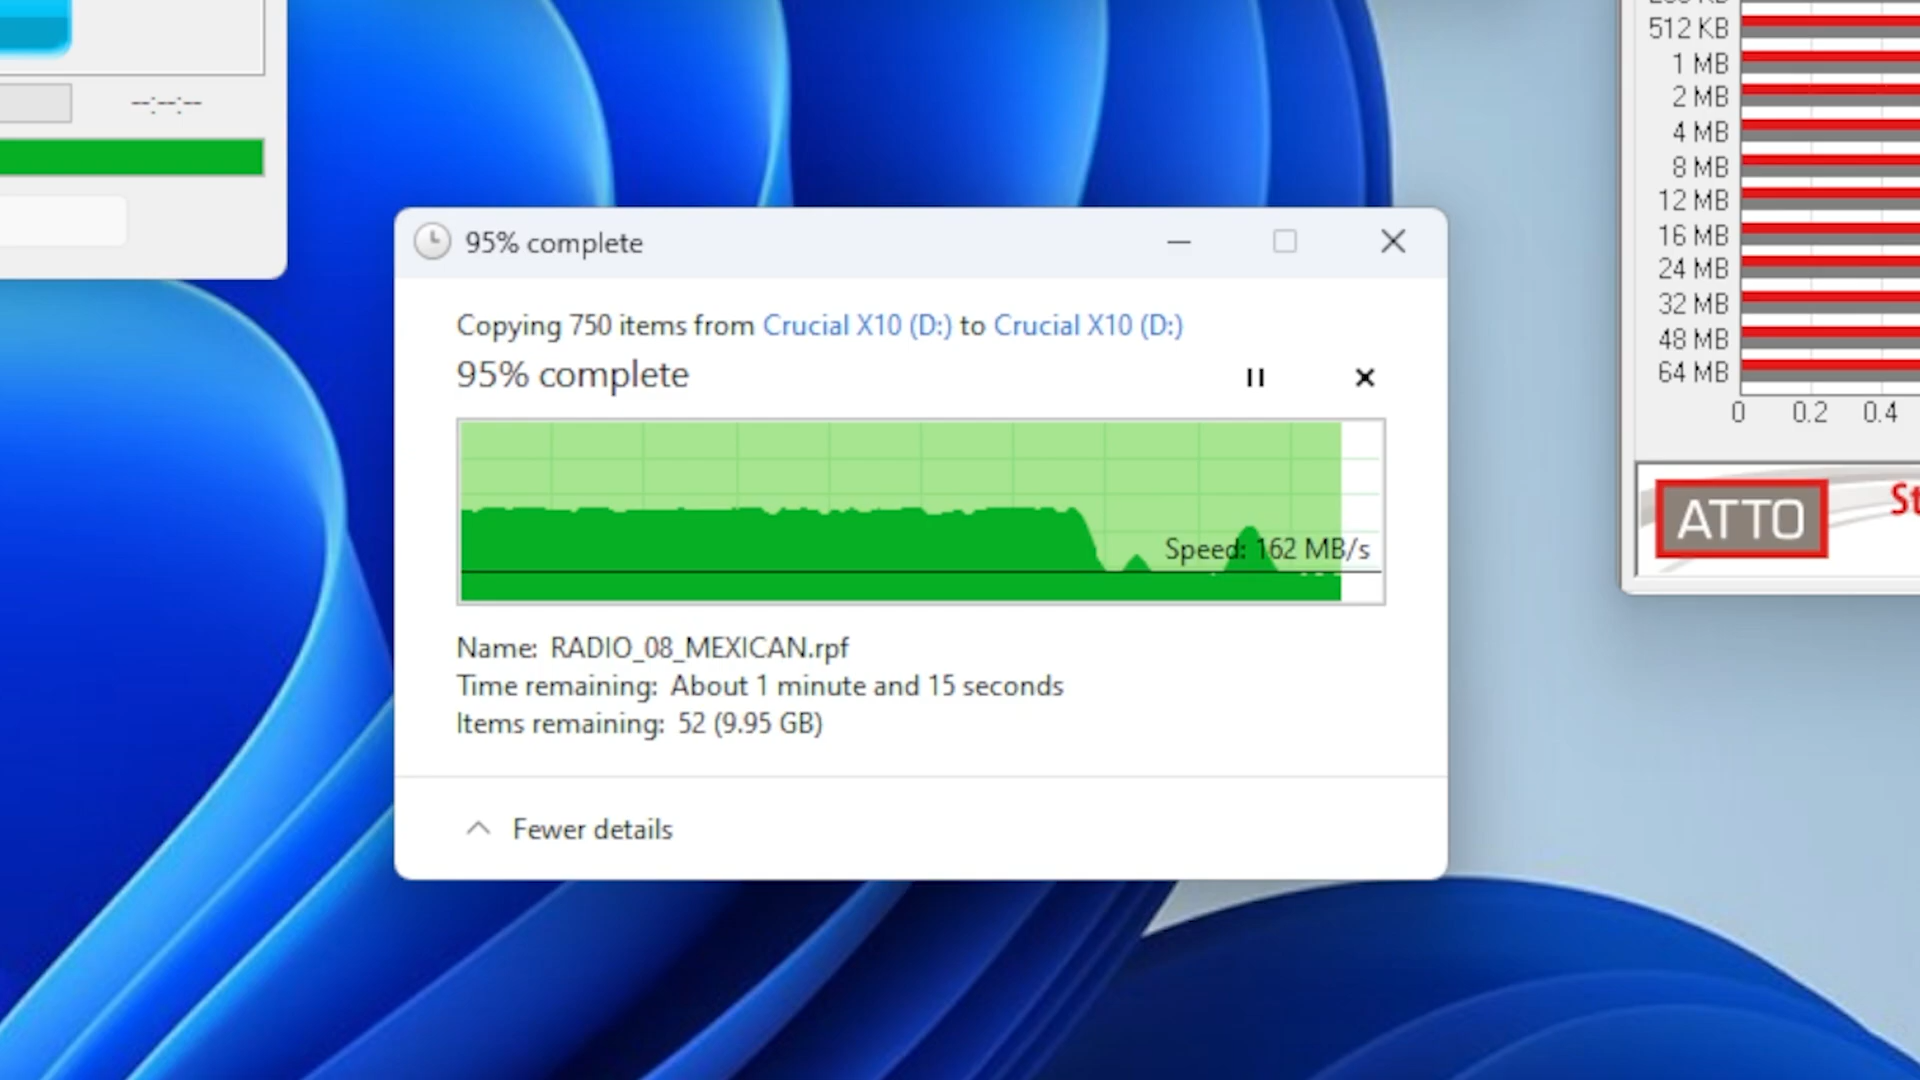 --:--:--
95% complete
Copying 750 items from Crucial X10 (D:) to Crucial X10 (D:)
95% complete
Speed: 162 MB/s
Name: RADIO_08_MEXICAN.rpf
Time remaining: About 1 minute and 15 seconds
Items remaining: 52 (9.95 GB)
Fewer details
512 KB
1 MB
2 MB
4 MB
8 MB
12 MB
16 MB
24 MB
32 MB
48 MB
64 MB
0 0.2 0.4
ATTO
St